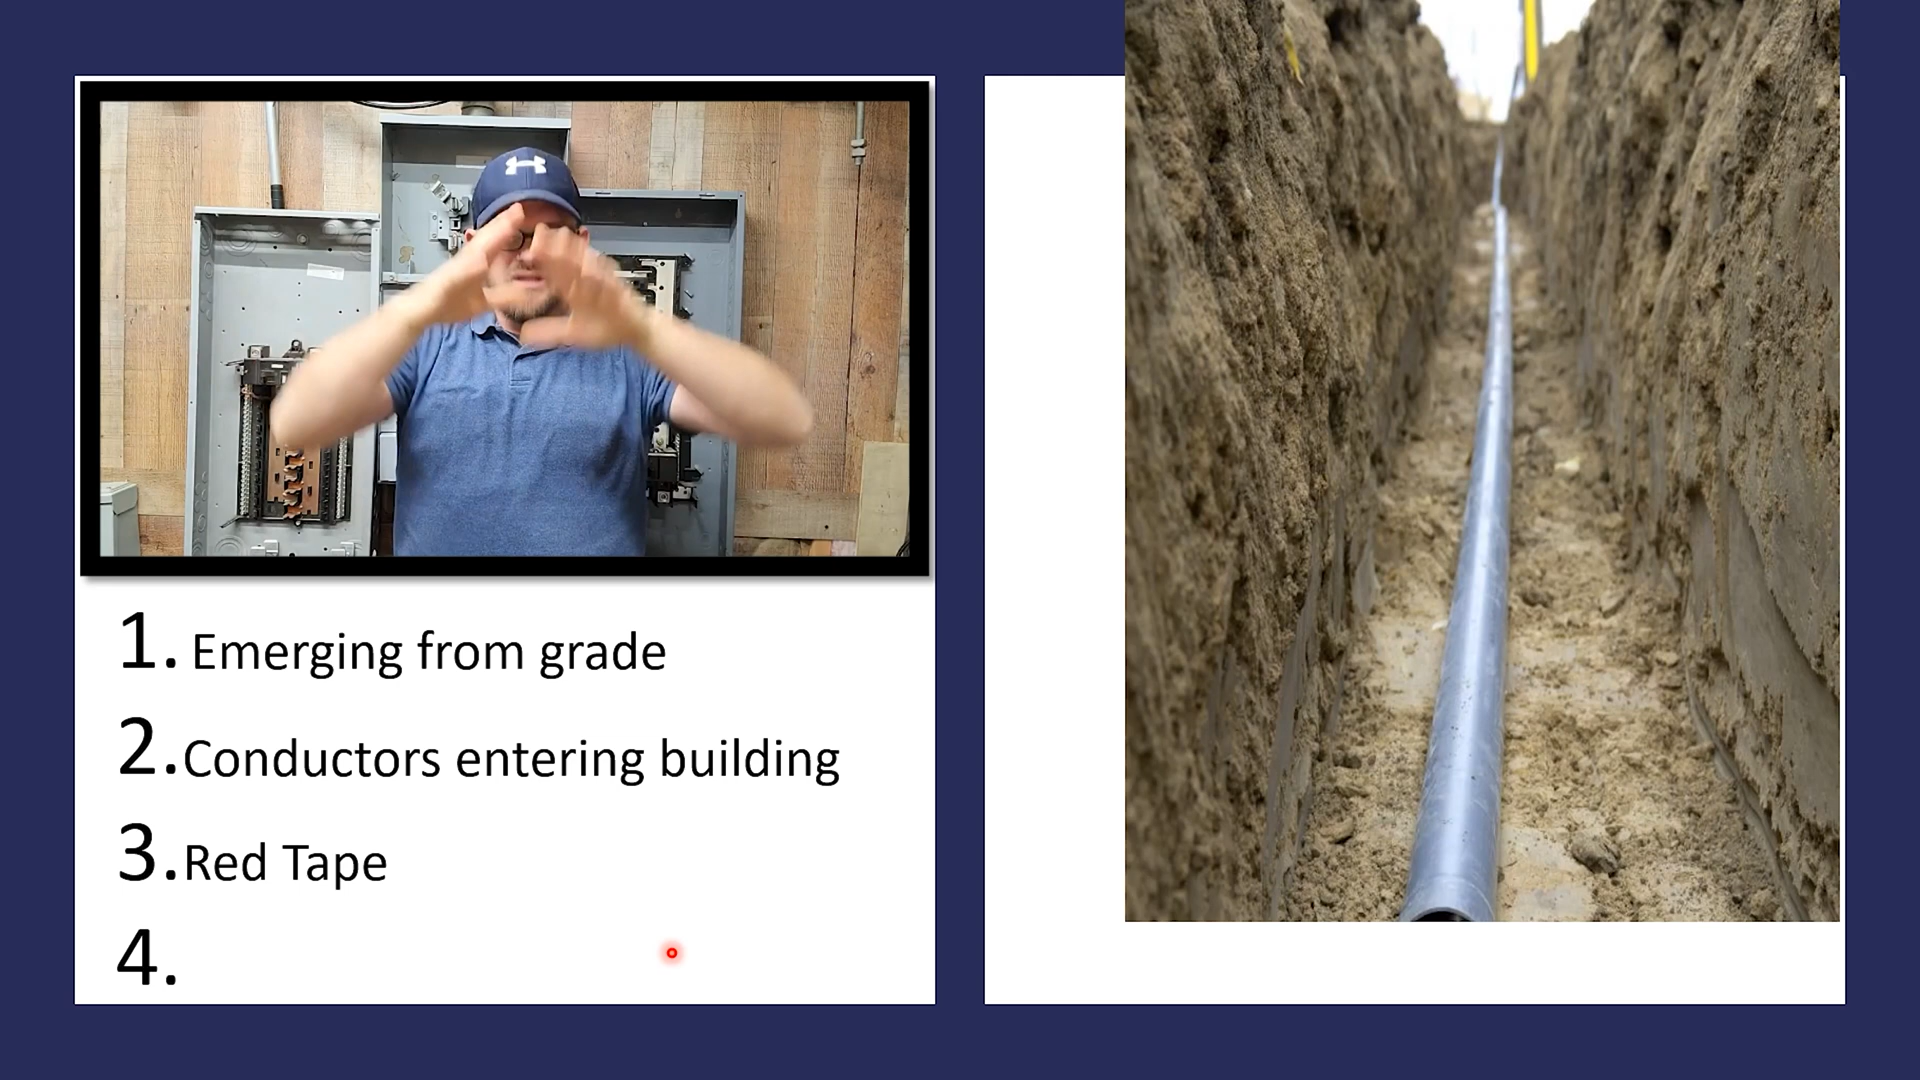 1. Emerging from grade
2. Conductors entering building
3. Red Tape
4.